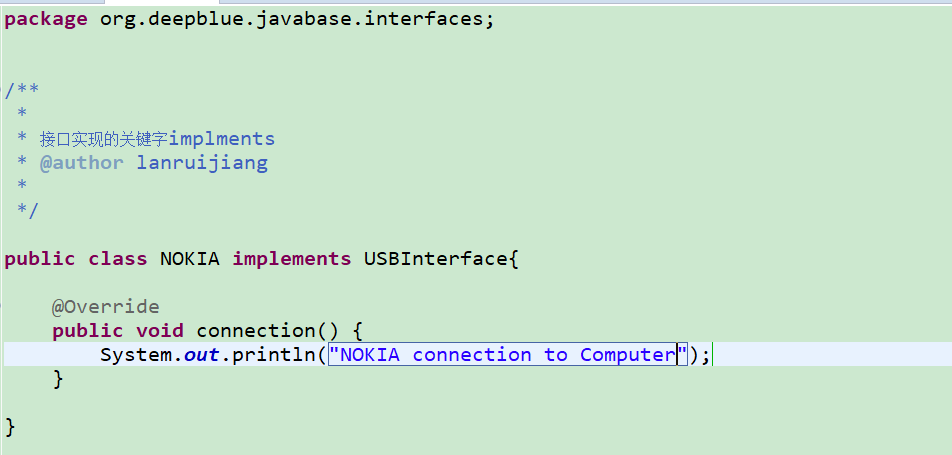 package org.deepblue.javabase.interfaces;
/**
 *
 * 接口实现的关键字implments
 * @author lanruijiang
 *
 */
public class NOKIA implements USBInterface{
    @Override
    public void connection() {
        System.out.println("NOKIA connection to Computer");
    }
}